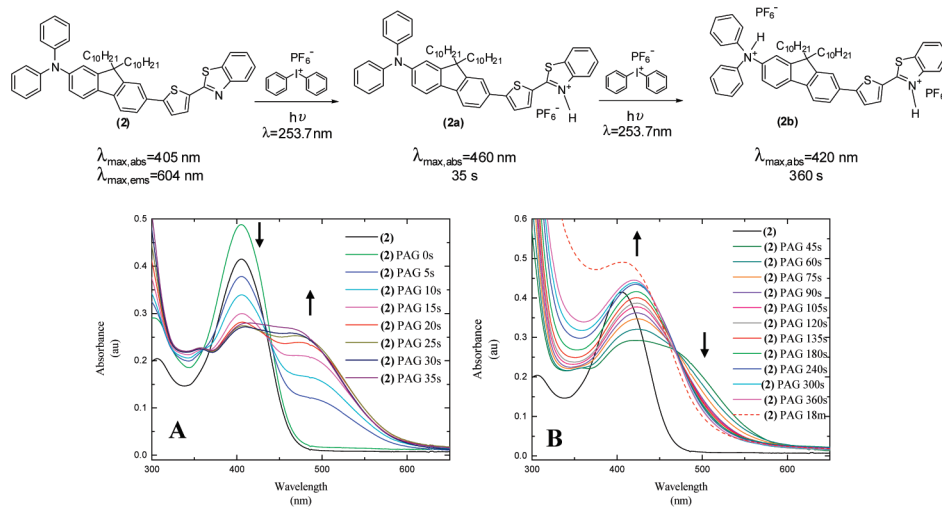 PF6⁻
H
N⁺
C10H21
C10H21
S
S
N
(2)
PF6⁻
I⁺
hυ
λ=253.7nm
N
C10H21
C10H21
S
S
N⁺
PF6⁻
H
(2a)
PF6⁻
I⁺
hυ
λ=253.7nm
N⁺
C10H21
C10H21
S
S
N⁺
PF6⁻
H
(2b)
λmax,abs=405 nm
λmax,ems=604 nm
λmax,abs=460 nm
35 s
λmax,abs=420 nm
360 s
0.5
0.4
0.3
0.2
0.1
0.0
300
400
500
600
Absorbance
(au)
Wavelength
(nm)
A
(2)
(2) PAG 0s
(2) PAG 5s
(2) PAG 10s
(2) PAG 15s
(2) PAG 20s
(2) PAG 25s
(2) PAG 30s
(2) PAG 35s
0.6
0.5
0.4
0.3
0.2
0.1
0.0
300
400
500
600
Absorbance
(au)
Wavelength
(nm)
B
(2)
(2) PAG 45s
(2) PAG 60s
(2) PAG 75s
(2) PAG 90s
(2) PAG 105s
(2) PAG 120s
(2) PAG 135s
(2) PAG 180s
(2) PAG 240s
(2) PAG 300s
(2) PAG 360s
(2) PAG 18m